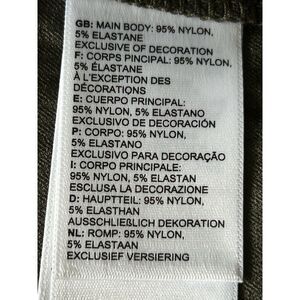 GB: MAIN BODY: 95% NYLON,
5% ELASTANE
EXCLUSIVE OF DECORATION
F: CORPS PINCIPAL: 95% NYLON,
5% ÉLASTANE
À L'EXCEPTION DES
DÉCORATIONS
E: CUERPO PRINCIPAL:
95% NYLON, 5% ELASTANO
EXCLUSIVO DE DECORACIÓN
P: CORPO: 95% NYLON,
5% ELASTANO
EXCLUSIVO PARA DECORAÇÃO
I: CORPO PRINCIPALE:
95% NYLON, 5% ELASTAN
ESCLUSA LA DECORAZIONE
D: HAUPTTEIL: 95% NYLON,
5% ELASTHAN
AUSSCHLIEßLICH DEKORATION
NL: ROMP: 95% NYLON,
5% ELASTAAN
EXCLUSIEF VERSIERING